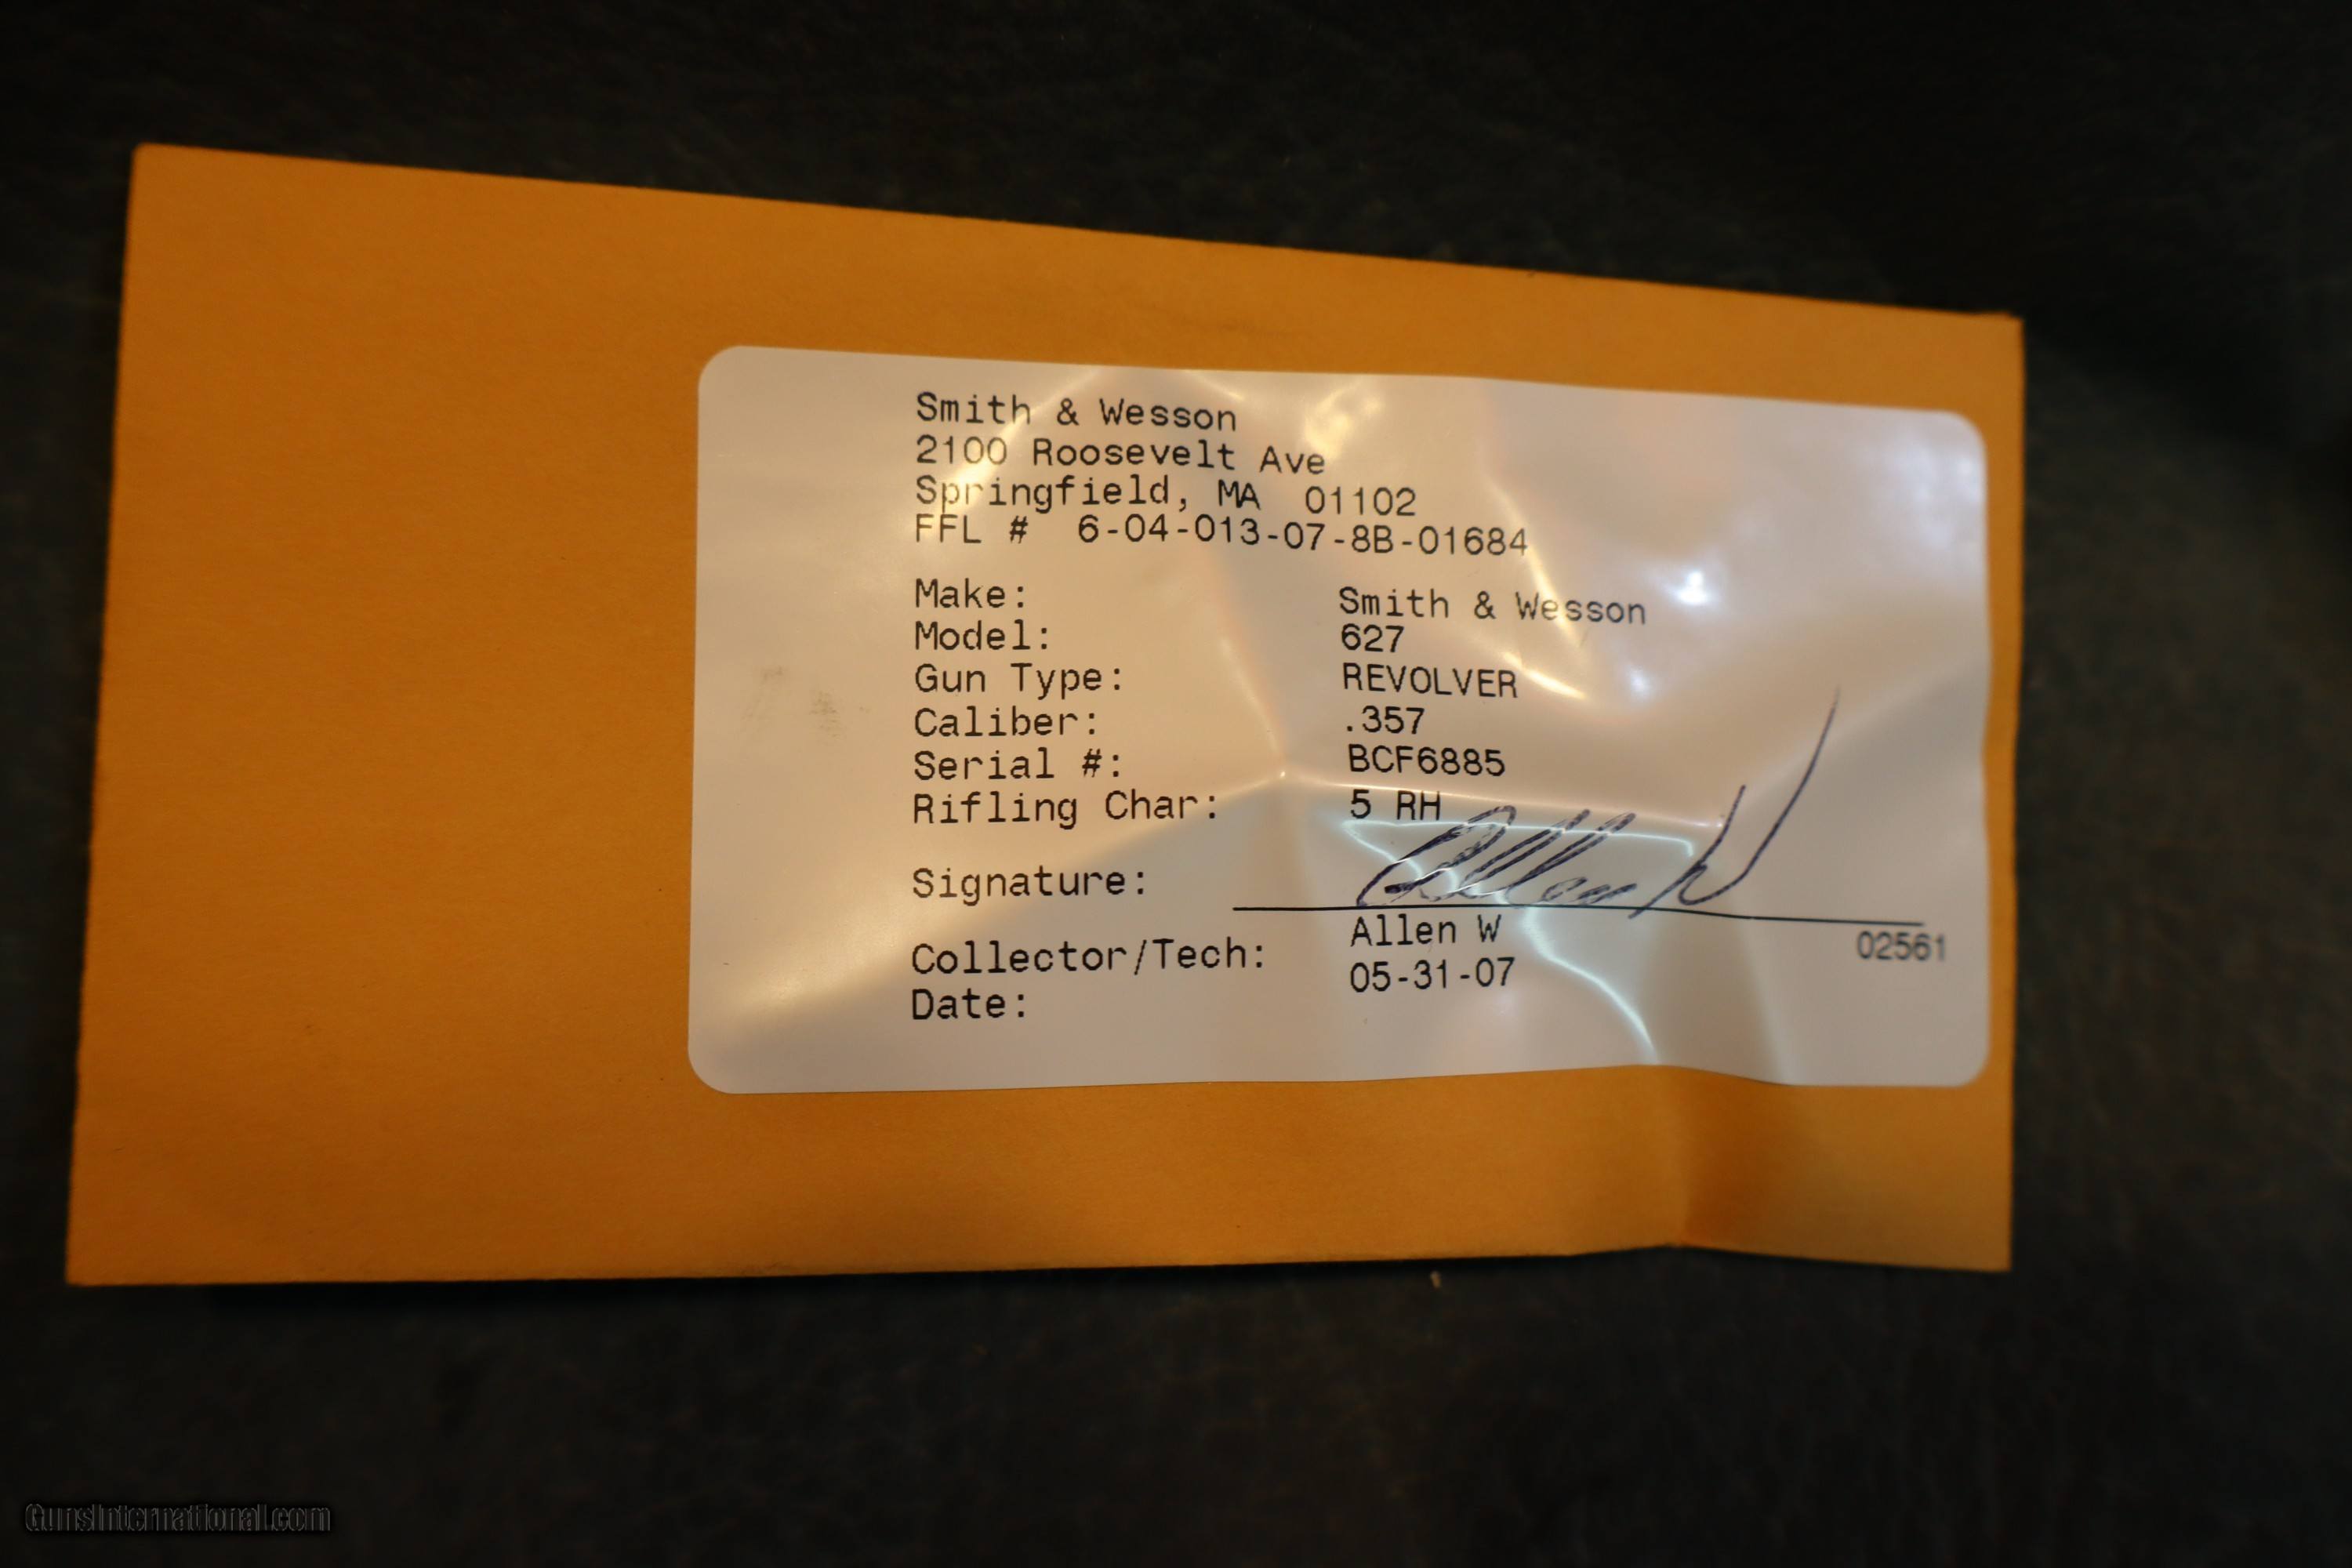 Smith & Wesson
2100 Roosevelt Ave
Springfield, MA 01102
FFL # 6-04-013-07-8B-01684
Make: Smith & Wesson
Model: 627
Gun Type: REVOLVER
Caliber: .357
Serial #: BCF6885
Rifling Char: 5 RH
Signature: Allen W
Collector/Tech: Allen W 02561
Date: 05-31-07
GunsInternational.com